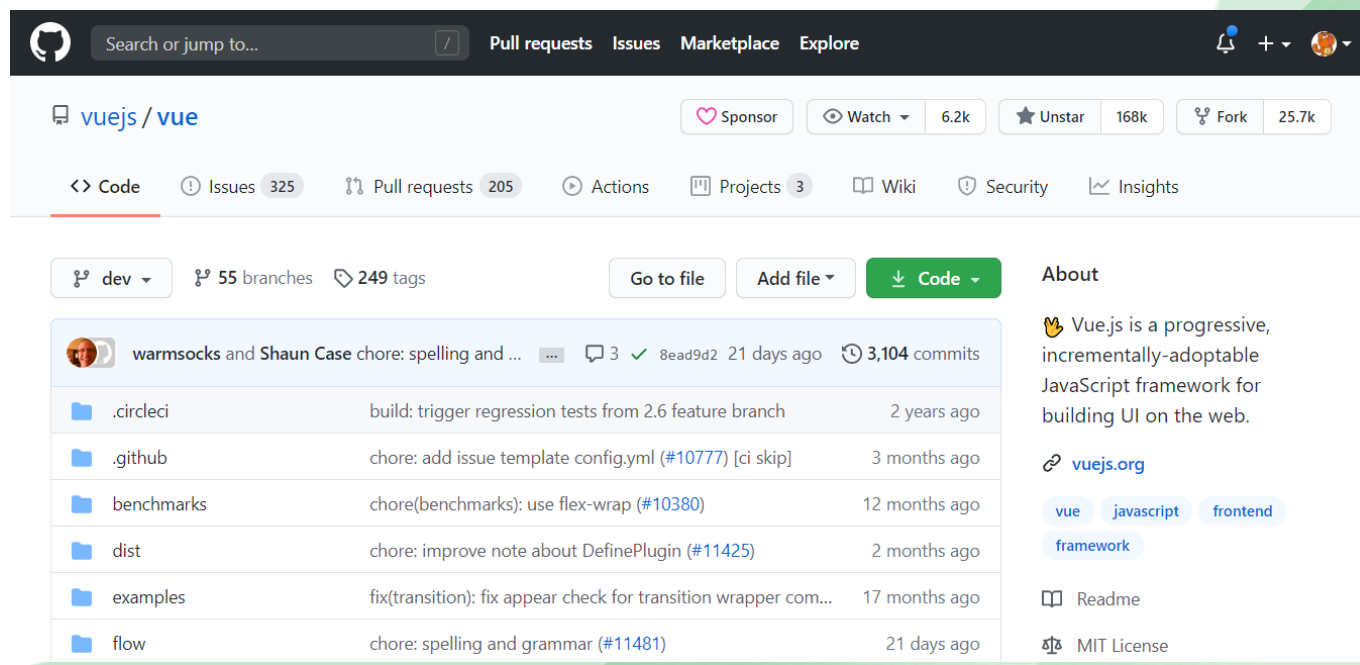 Search or jump to... / Pull requests Issues Marketplace Explore
vuejs / vue Sponsor Watch 6.2k Unstar 168k Fork 25.7k
Code Issues 325 Pull requests 205 Actions Projects 3 Wiki Security Insights
dev 55 branches 249 tags Go to file Add file Code
warmsocks and Shaun Case chore: spelling and ... ... 3 8ead9d2 21 days ago 3,104 commits
.circleci build: trigger regression tests from 2.6 feature branch 2 years ago
.github chore: add issue template config.yml (#10777) [ci skip] 3 months ago
benchmarks chore(benchmarks): use flex-wrap (#10380) 12 months ago
dist chore: improve note about DefinePlugin (#11425) 2 months ago
examples fix(transition): fix appear check for transition wrapper com... 17 months ago
flow chore: spelling and grammar (#11481) 21 days ago
About
Vue.js is a progressive,
incrementally-adoptable
JavaScript framework for
building UI on the web.
vuejs.org
vue javascript frontend
framework
Readme
MIT License